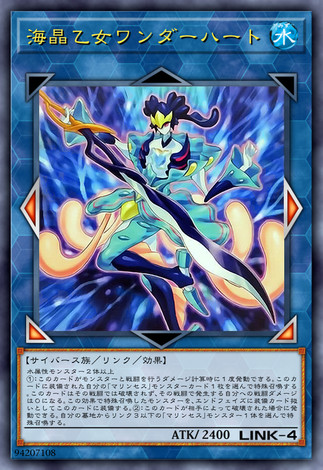 海晶乙女ワンダーハート
水
【サイバース族／リンク／効果】
水属性モンスター２体以上
①：このカードがモンスターと戦闘を行うダメージ計算時に１度発動できる。このカ
ードに装備された自分の「マリンセス」モンスターカード１枚を選んで特殊召喚する
。このカードはその戦闘では破壊されず、その戦闘で発生する自分への戦闘ダメージ
は０になる。この効果で特殊召喚したモンスターを、エンドフェイズに装備カード扱
いとしてこのカードに装備する。②：このカードが相手によって破壊された場合に発
動できる。自分の墓地からリンク３以下の「マリンセス」モンスター１体を選んで特
殊召喚する。
ATK/ 2400 LINK-4
94207108